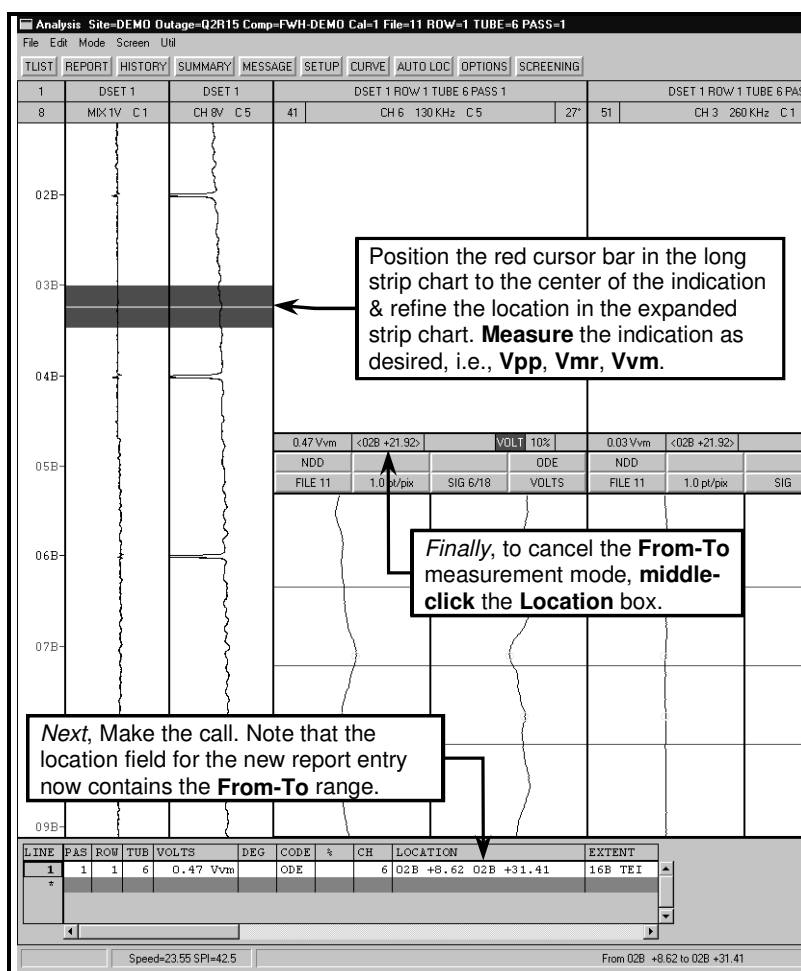 Analysis Site=DEMO Outage=Q2R15 Comp=FWH-DEMO Cal=1 File=11 ROW=1 TUBE=6 PASS=1
File Edit Mode Screen Util
TLIST REPORT HISTORY SUMMARY MESSAGE SETUP CURVE AUTO LOC OPTIONS SCREENING
1 DSET 1 DSET 1 DSET 1 ROW 1 TUBE 6 PASS 1 DSET 1 ROW 1 TUBE 6 PAS
8 MIX 1V C 1 CH 8V C 5 41 CH 6 130 KHz C 5 27° 51 CH 3 260 KHz C 1
02B
03B
04B
05B
06B
07B
09B
Position the red cursor bar in the long
strip chart to the center of the indication
& refine the location in the expanded
strip chart. Measure the indication as
desired, i.e., Vpp, Vmr, Vvm.
0.47 Vvm <02B +21.92> VOLT 10% 0.03 Vvm <02B +21.92>
NDD ODE NDD
FILE 11 1.0 pt/pix SIG 6/18 VOLTS FILE 11 1.0 pt/pix SIG
Finally, to cancel the From-To
measurement mode, middle-
click the Location box.
Next, Make the call. Note that the
location field for the new report entry
now contains the From-To range.
LINE PAS ROW TUB VOLTS DEG CODE % CH LOCATION EXTENT
1 1 1 6 0.47 Vvm ODE 6 02B +8.62 02B +31.41 16B TEI
*
Speed=23.55 SPI=42.5 From 02B +8.62 to 02B +31.41